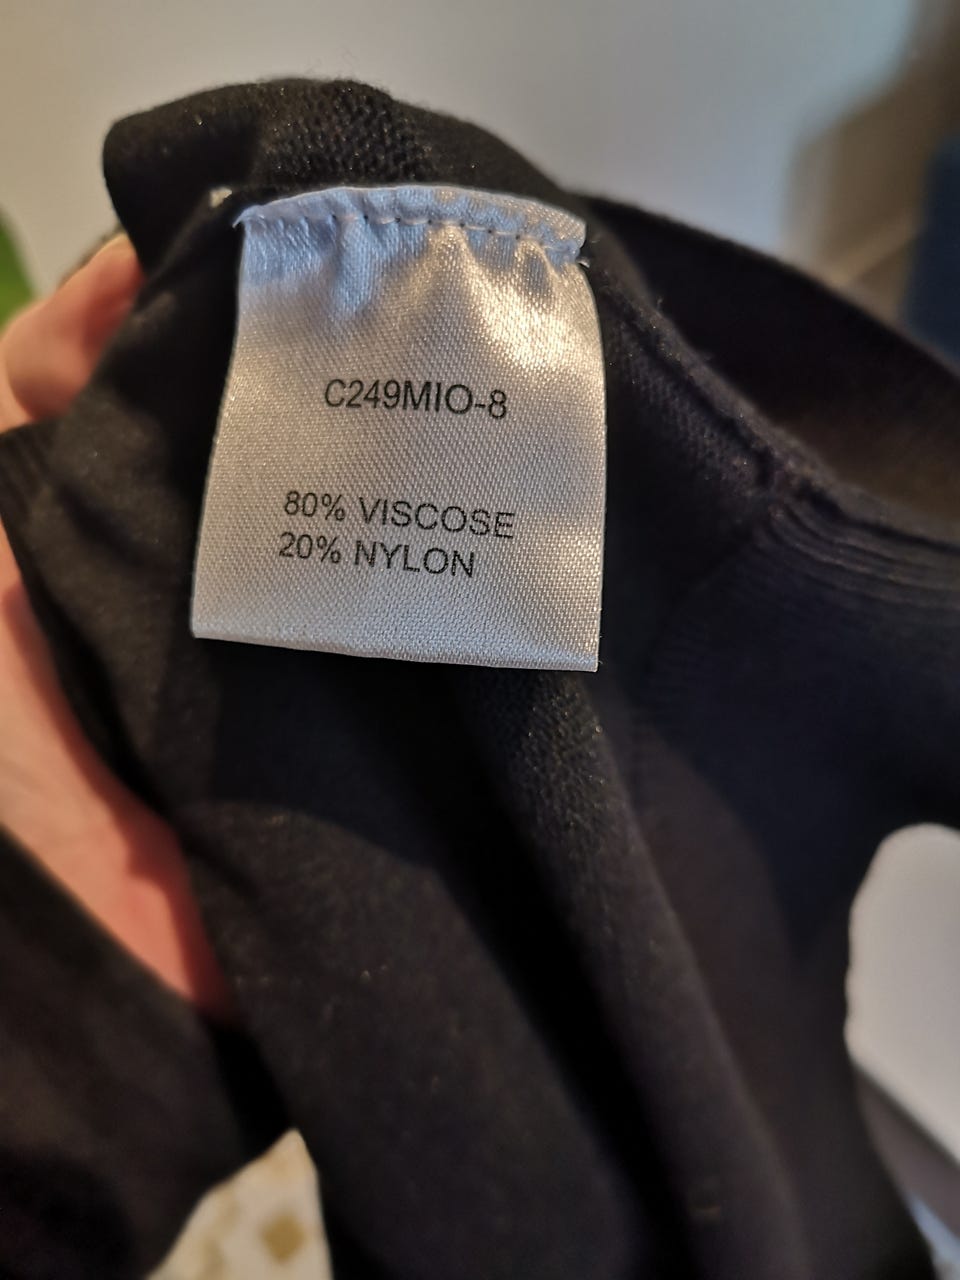 C249MIO-8
80% VISCOSE
20% NYLON